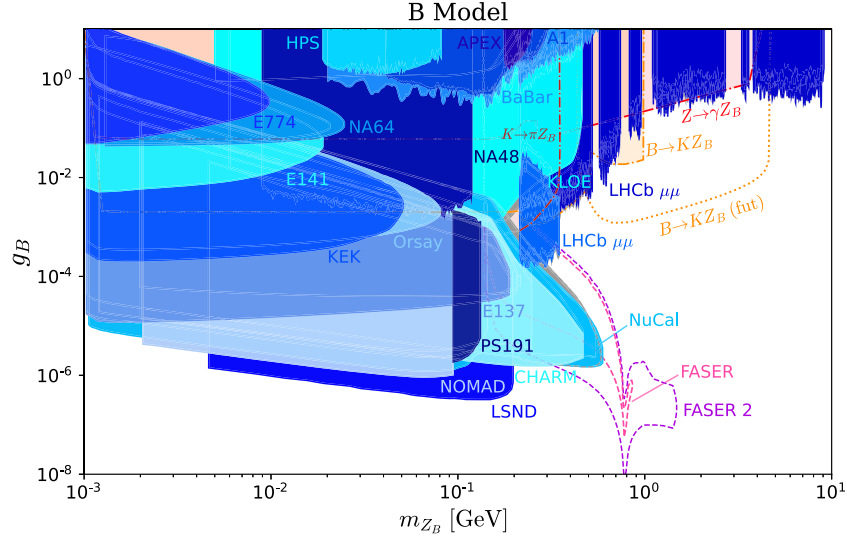 B Model
HPS
APEX
A1
BaBar
E774
NA64
K→πZ_B
Z→γZ_B
NA48
B→KZ_B
E141
KLOE
LHCb μμ
B→KZ_B (fut)
Orsay
LHCb μμ
KEK
E137
NuCal
PS191
CHARM
FASER
NOMAD
LSND
FASER 2
10^0
10^-2
10^-4
10^-6
10^-8
g_B
10^-3
10^-2
10^-1
10^0
10^1
m_{Z_B} [GeV]